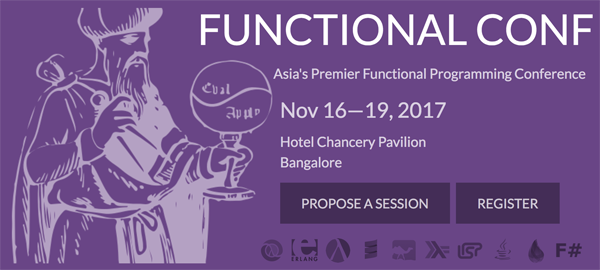 FUNCTIONAL CONF
Asia's Premier Functional Programming Conference
Eval
Apply
Nov 16—19, 2017
Hotel Chancery Pavilion
Bangalore
PROPOSE A SESSION
REGISTER
ERLANG
LISP
F#